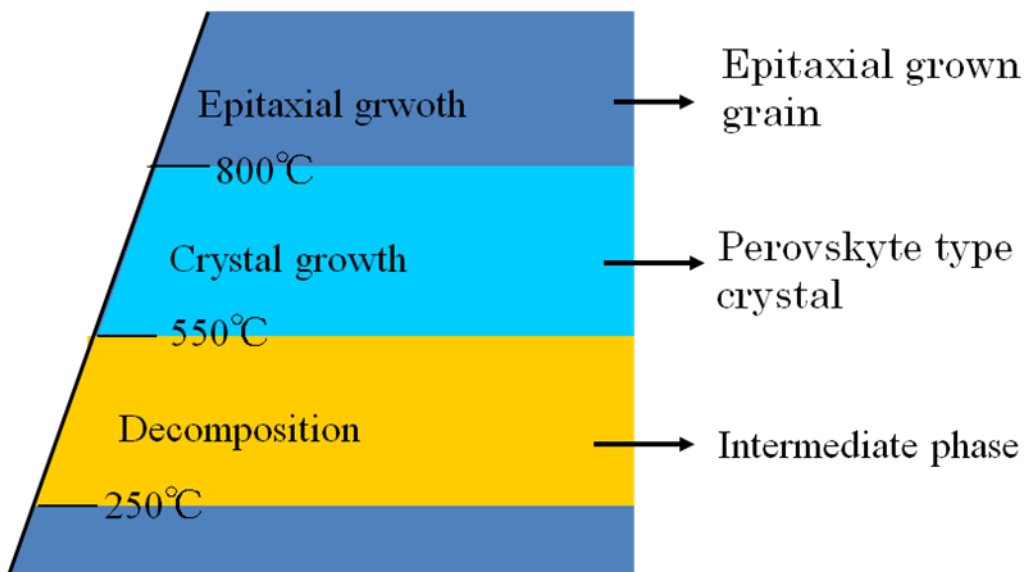 Epitaxial grwoth
Epitaxial grown
grain
800℃
Crystal growth
Perovskyte type
crystal
550℃
Decomposition
Intermediate phase
250℃